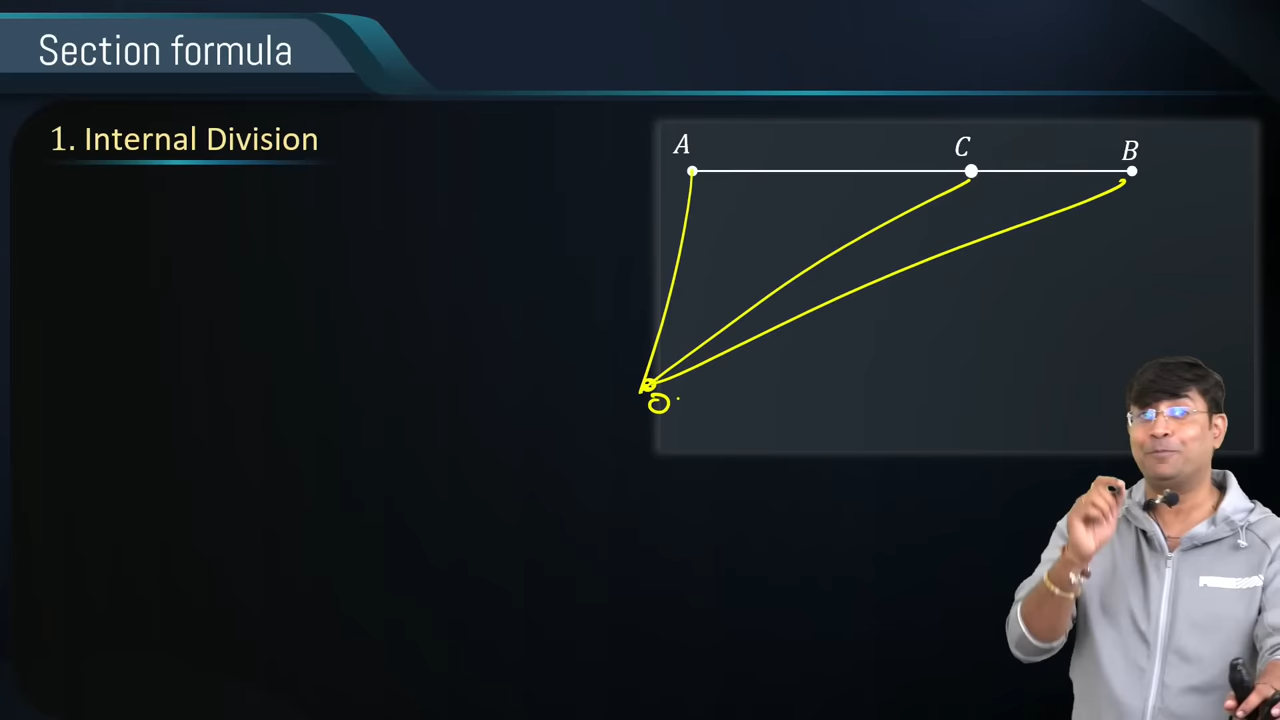 Section formula
1. Internal Division
A
C
B
O